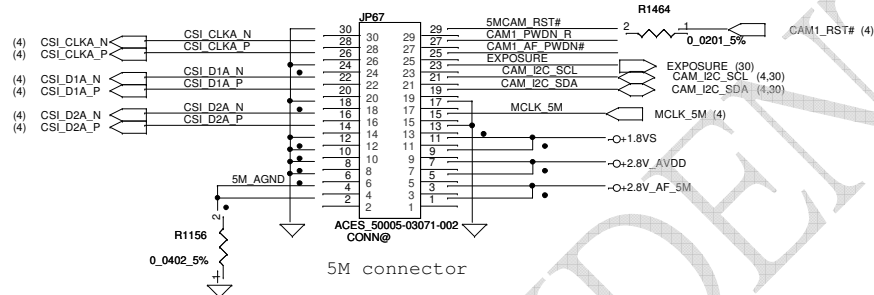 JP67
R1464
(4) CSI_CLKA_N CSI_CLKA_N 30 30 29 29 5MCAM_RST# 2 1 CAM1_RST# (4)
(4) CSI_CLKA_P CSI_CLKA_P 28 28 27 27 CAM1_PWDN_R 0_0201_5%
26 26 25 25 CAM1_AF_PWDN#
24 24 23 23 EXPOSURE EXPOSURE (30)
(4) CSI_D1A_N CSI_D1A_N 22 22 21 21 CAM_I2C_SCL CAM_I2C_SCL (4,30)
(4) CSI_D1A_P CSI_D1A_P 20 20 19 19 CAM_I2C_SDA CAM_I2C_SDA (4,30)
18 18 17 17
(4) CSI_D2A_N CSI_D2A_N 16 16 15 15 MCLK_5M MCLK_5M (4)
(4) CSI_D2A_P CSI_D2A_P 14 14 13 13
12 12 11 11 +1.8VS
10 10 9 9
8 8 7 7 +2.8V_AVDD
6 6 5 5
5M_AGND 4 4 3 3 +2.8V_AF_5M
2 2 1 1
ACES_50005-03071-002
CONN@
2
R1156
0_0402_5%
1
5M connector